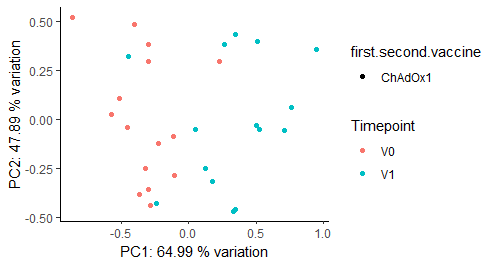 0.50
0.25
0.00
-0.25
-0.50
PC2: 47.89 % variation
-0.5
0.0
0.5
1.0
PC1: 64.99 % variation
first.second.vaccine
ChAdOx1
Timepoint
V0
V1